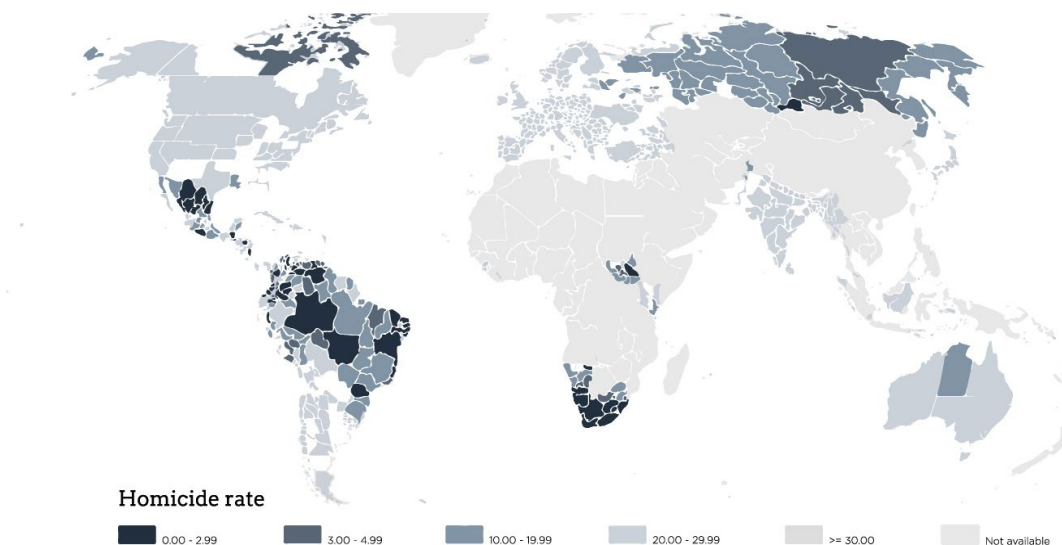 Homicide rate
0.00 - 2.99
3.00 - 4.99
10.00 - 19.99
20.00 - 29.99
>= 30.00
Not available